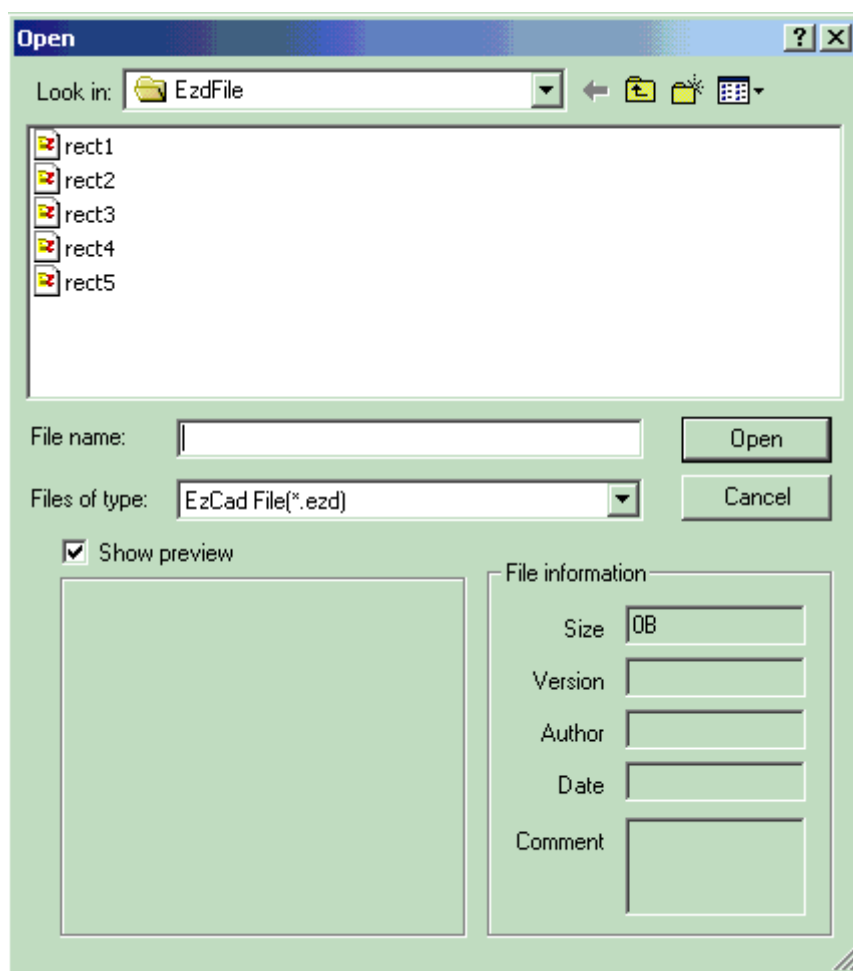 Open
Look in: EzdFile
rect1
rect2
rect3
rect4
rect5
File name:
Open
Files of type: EzCad File(*.ezd)
Cancel
Show preview
File information
Size 0B
Version
Author
Date
Comment